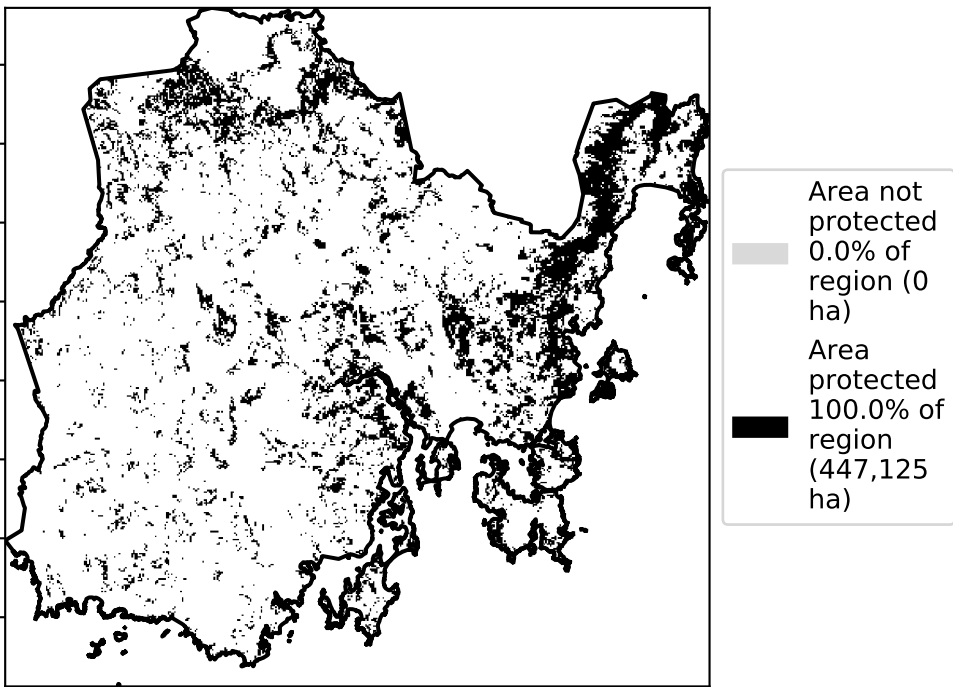 Area not
protected
0.0% of
region (0
ha)
Area
protected
100.0% of
region
(447,125
ha)